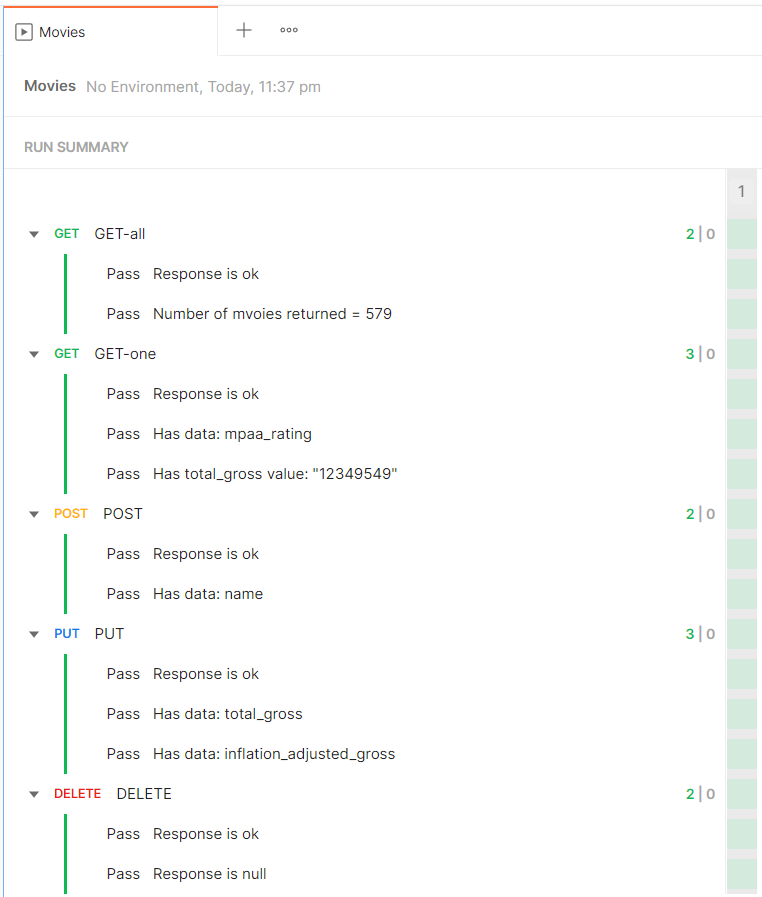 Movies
Movies No Environment, Today, 11:37 pm
RUN SUMMARY
1
GET GET-all 2 | 0
Pass Response is ok
Pass Number of mvoies returned = 579
GET GET-one 3 | 0
Pass Response is ok
Pass Has data: mpaa_rating
Pass Has total_gross value: "12349549"
POST POST 2 | 0
Pass Response is ok
Pass Has data: name
PUT PUT 3 | 0
Pass Response is ok
Pass Has data: total_gross
Pass Has data: inflation_adjusted_gross
DELETE DELETE 2 | 0
Pass Response is ok
Pass Response is null